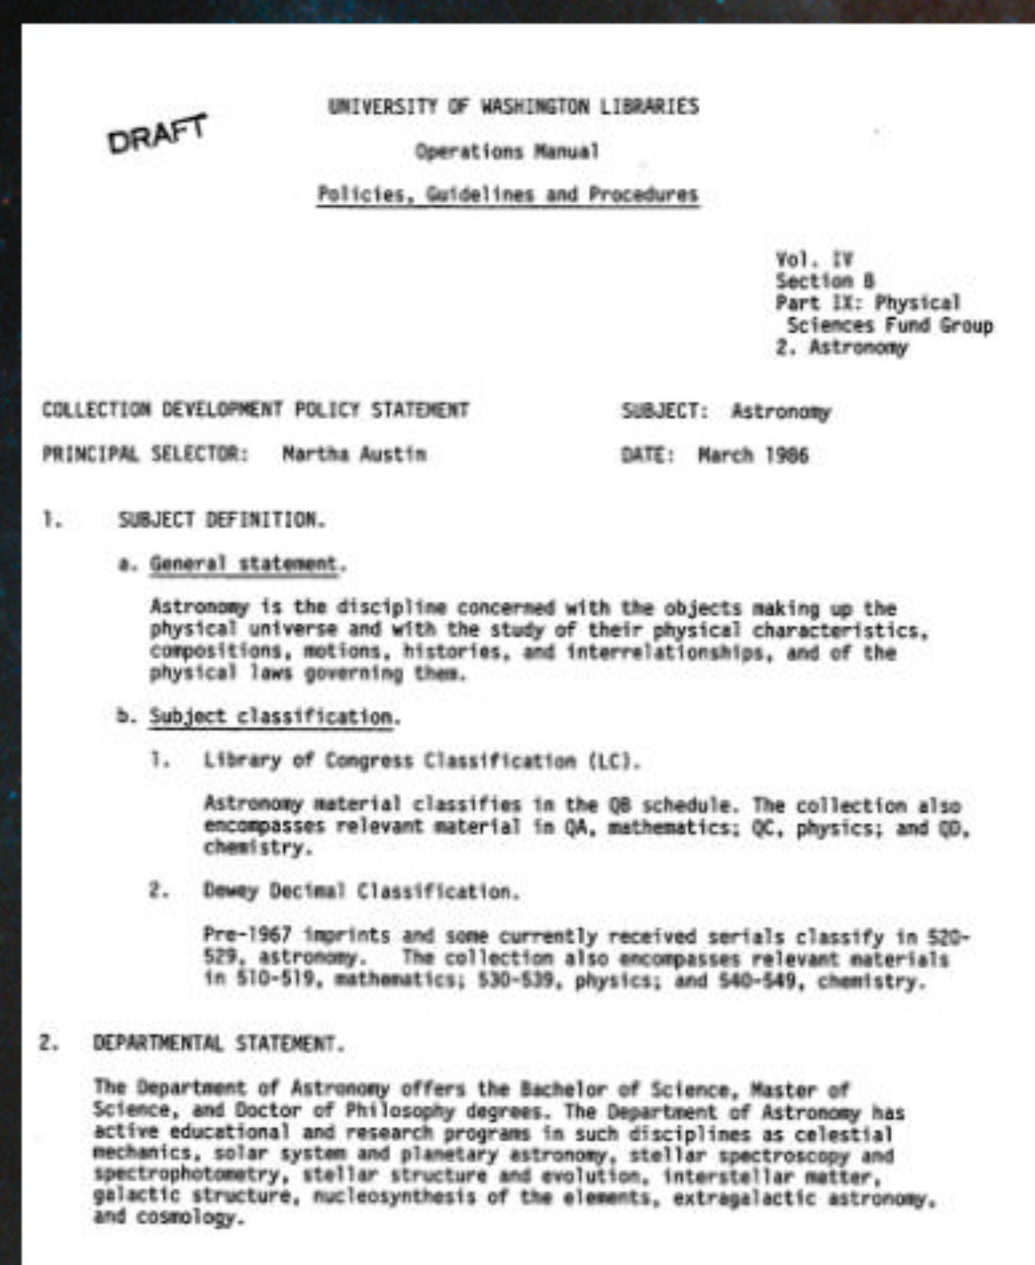 DRAFT
UNIVERSITY OF WASHINGTON LIBRARIES
Operations Manual
Policies, Guidelines and Procedures
Vol. IV
Section B
Part IX: Physical
Sciences Fund Group
2. Astronomy
COLLECTION DEVELOPMENT POLICY STATEMENT SUBJECT: Astronomy
PRINCIPAL SELECTOR: Martha Austin DATE: March 1986
1. SUBJECT DEFINITION.
a. General statement.
Astronomy is the discipline concerned with the objects making up the
physical universe and with the study of their physical characteristics,
compositions, motions, histories, and interrelationships, and of the
physical laws governing them.
b. Subject classification.
1. Library of Congress Classification (LC).
Astronomy material classifies in the QB schedule. The collection also
encompasses relevant material in QA, mathematics; QC, physics; and QD,
chemistry.
2. Dewey Decimal Classification.
Pre-1967 imprints and some currently received serials classify in 520-
529, astronomy. The collection also encompasses relevant materials
in 510-519, mathematics; 530-539, physics; and 540-549, chemistry.
2. DEPARTMENTAL STATEMENT.
The Department of Astronomy offers the Bachelor of Science, Master of
Science, and Doctor of Philosophy degrees. The Department of Astronomy has
active educational and research programs in such disciplines as celestial
mechanics, solar system and planetary astronomy, stellar spectroscopy and
spectrophotometry, stellar structure and evolution, interstellar matter,
galactic structure, nucleosynthesis of the elements, extragalactic astronomy,
and cosmology.